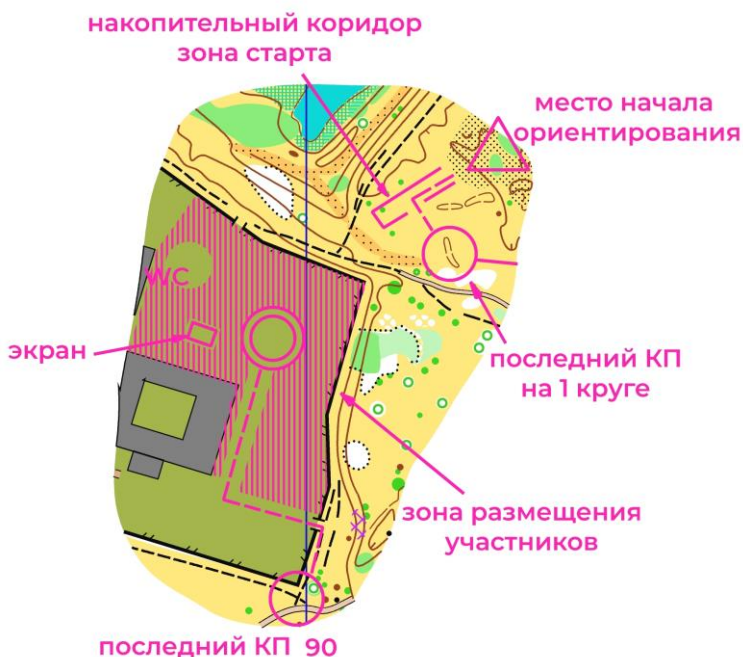 накопительный коридор
зона старта
место начала
ориентирования
WC
экран
последний КП
на 1 круге
зона размещения
участников
последний КП 90